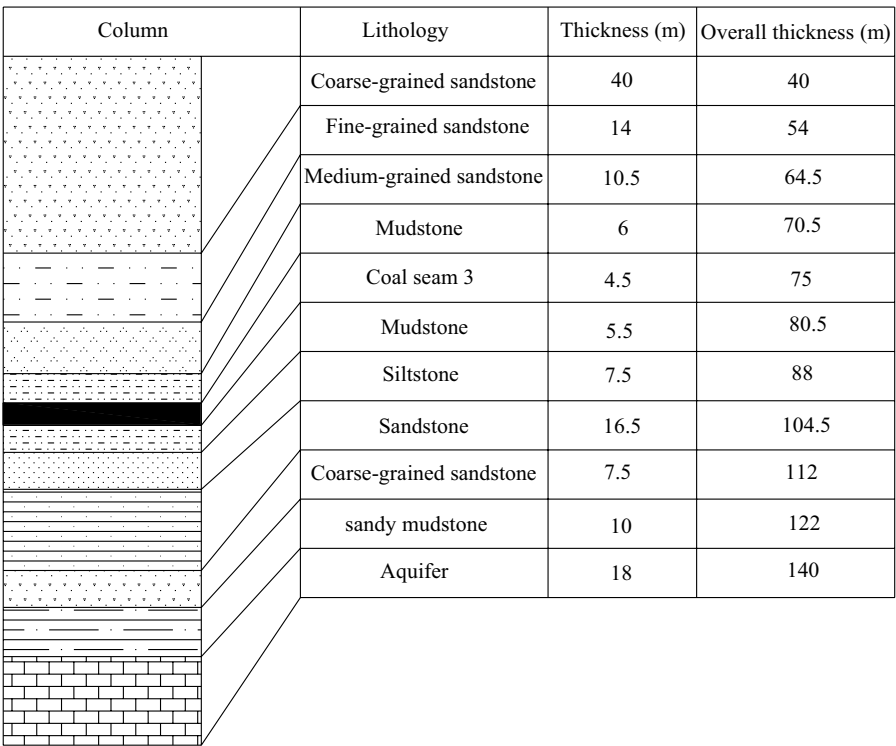 Column Lithology Thickness (m) Overall thickness (m)
Coarse-grained sandstone 40 40
Fine-grained sandstone 14 54
Medium-grained sandstone 10.5 64.5
Mudstone 6 70.5
Coal seam 3 4.5 75
Mudstone 5.5 80.5
Siltstone 7.5 88
Sandstone 16.5 104.5
Coarse-grained sandstone 7.5 112
sandy mudstone 10 122
Aquifer 18 140